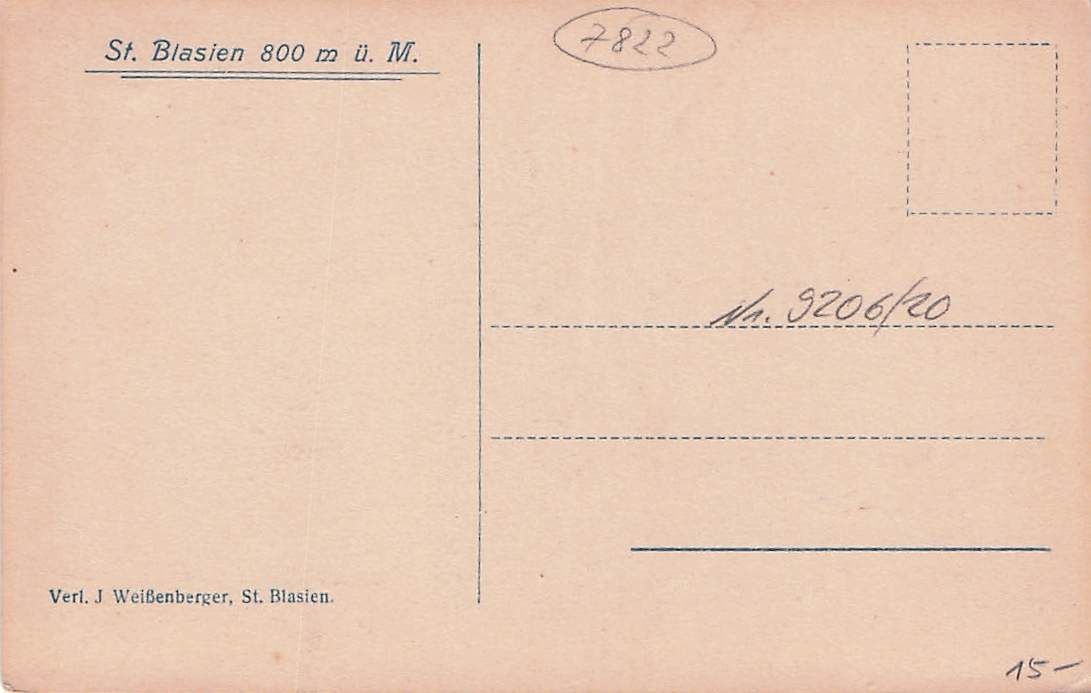 St. Blasien 800 m ü. M.
7822
Nr. 9206/20
Verl. J Weißenberger, St. Blasien.
15-